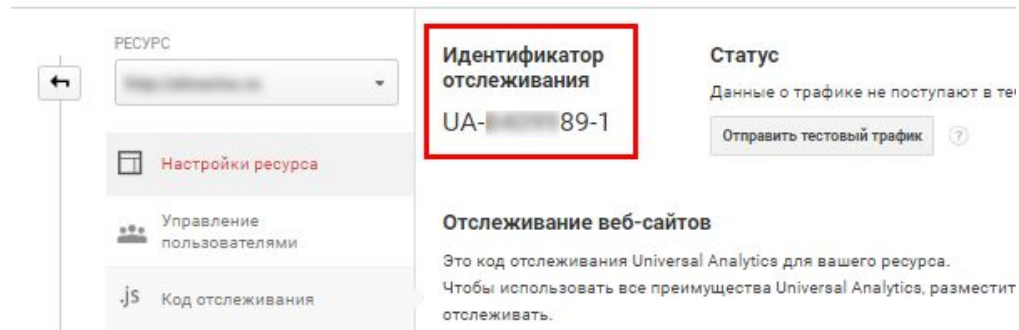 РЕСУРС
Настройки ресурса
Управление
пользователями
.js Код отслеживания
Идентификатор
отслеживания
UA- 89-1
Статус
Данные о трафике не поступают в теч
Отправить тестовый трафик ?
Отслеживание веб-сайтов
Это код отслеживания Universal Analytics для вашего ресурса.
Чтобы использовать все преимущества Universal Analytics, разместит
отслеживать.